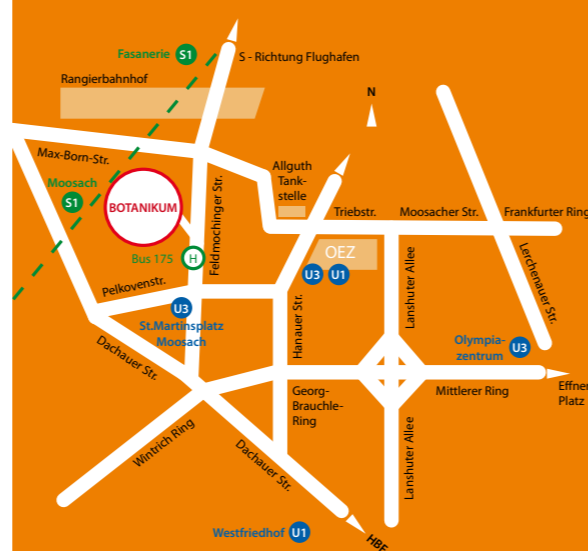 Fasanerie S1
S - Richtung Flughafen
Rangierbahnhof
N
Max-Born-Str.
Allguth
Tank-
stelle
Moosach
S1
BOTANIKUM
Feldmochinger Str.
Triebstr.
Moosacher Str.
Frankfurter Ring
Bus 175 H
OEZ
U3 U1
Lerchenauer Str.
Pelkovenstr.
Lanshuter Allee
Hanauer Str.
U3
St.Martinsplatz
Moosach
Olympia-
zentrum U3
Dachauer Str.
Georg-
Brauchle-
Ring
Mittlerer Ring
Effner
Platz
Wintrich Ring
Dachauer Str.
Lanshuter Allee
Westfriedhof U1
HBF